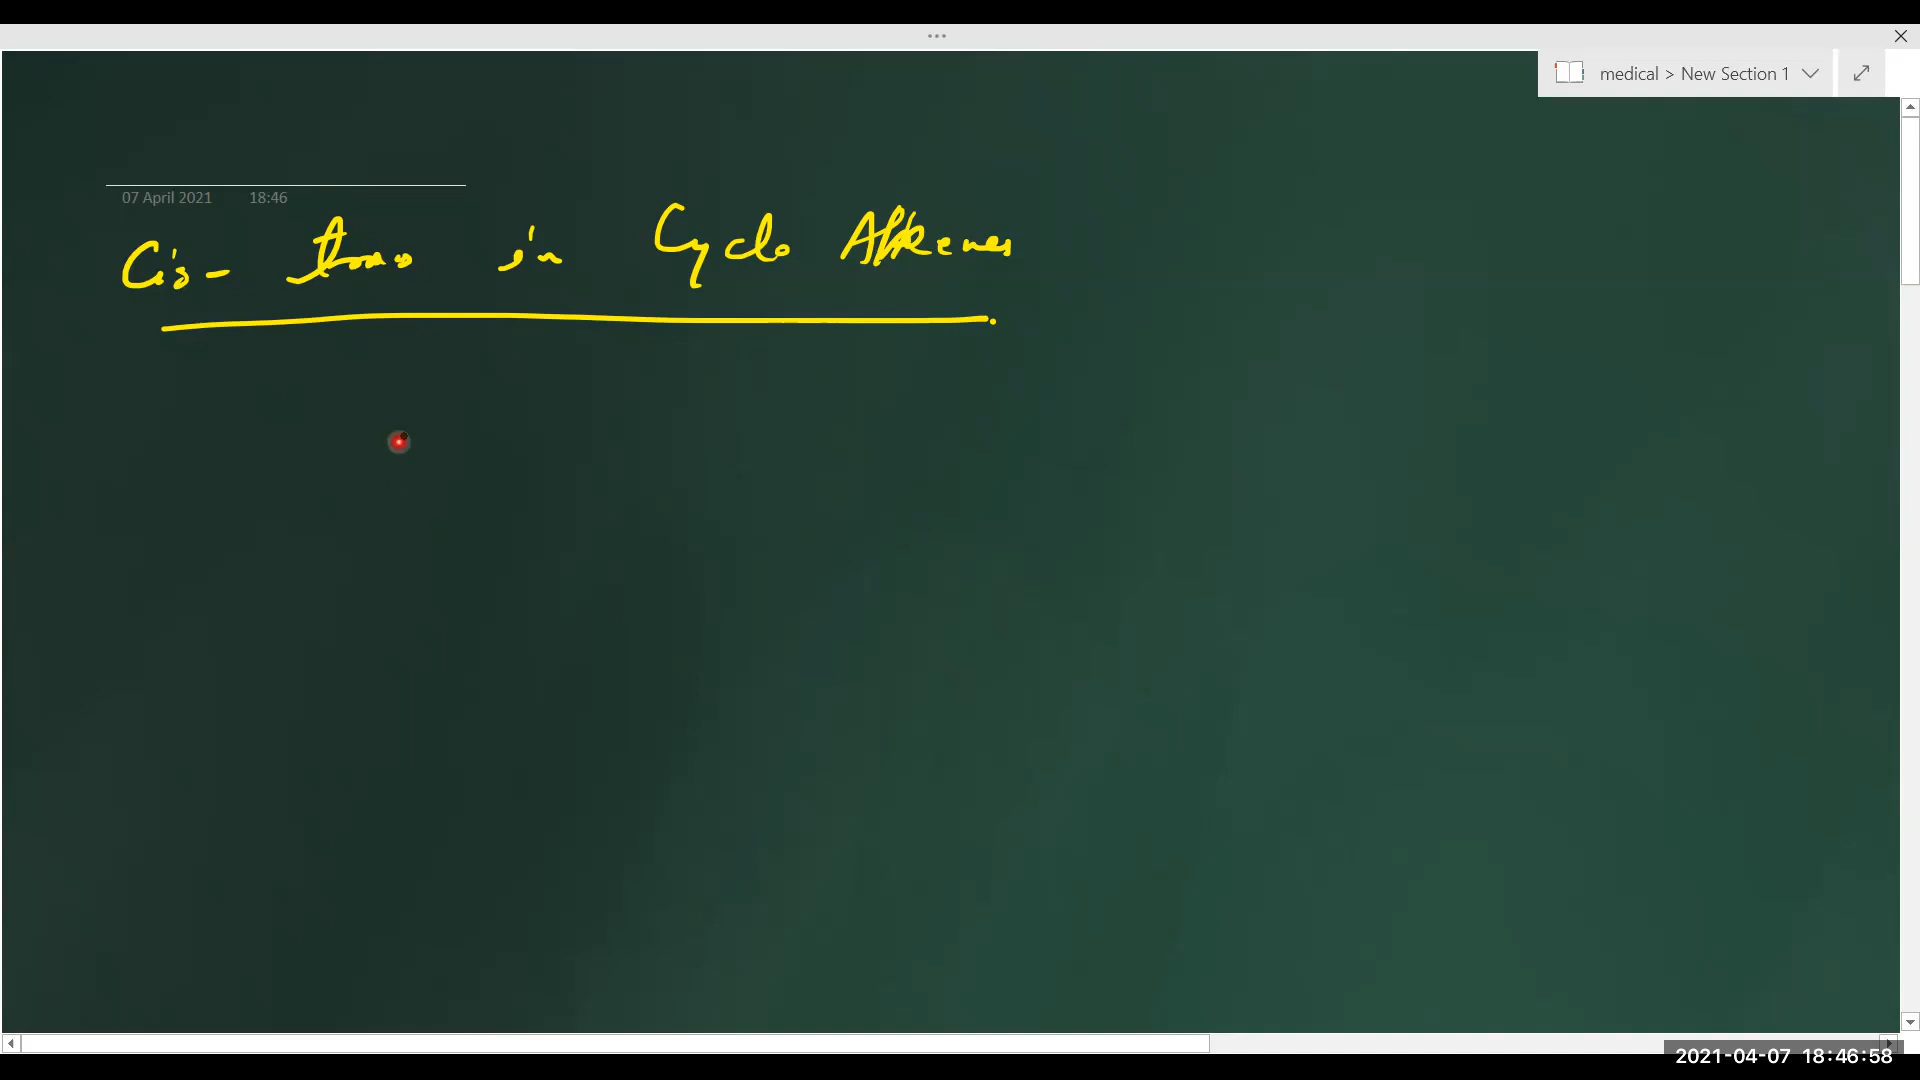 medical > New Section 1
07 April 2021 18:46
Cis- trans in Cyclo Alkenes
2021-04-07 18:46:58